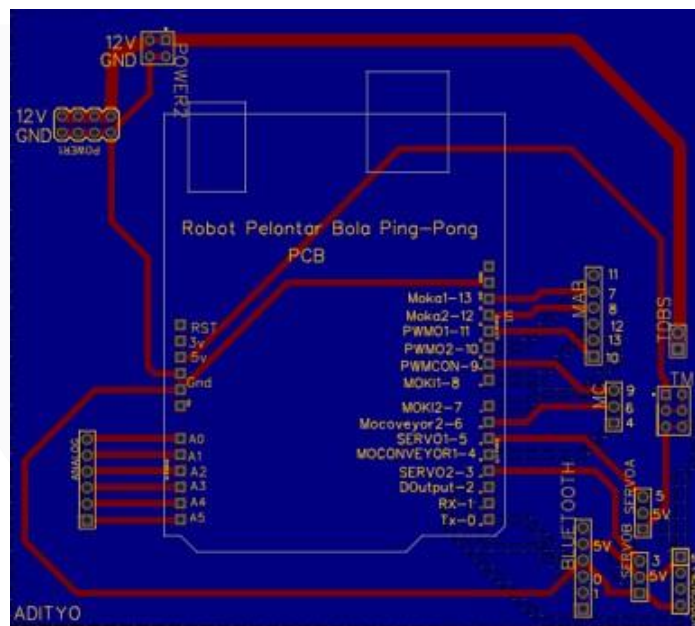 12V
GND
POWER2
12V
GND
POWER1
Robot Pelontar Bola Ping-Pong
PCB
RST
3v
5v
Gnd
A0
A1
A2
A3
A4
A5
ANALOG
Moka1-13
Moka2-12
PWMO1-11
PWMO2-10
PWMCON-9
MOKI1-8
MOKI2-7
Mocoveyor2-6
SERVO1-5
MOCONVEYOR1-4
SERVO2-3
DOutput-2
RX-1
Tx-0
MAB
11
7
8
12
13
10
TDBS
TM
MC
9
6
4
SERVOA
5
5V
SERVOB
3
5V
BLUETOOTH
5V
0
1
ADITYO